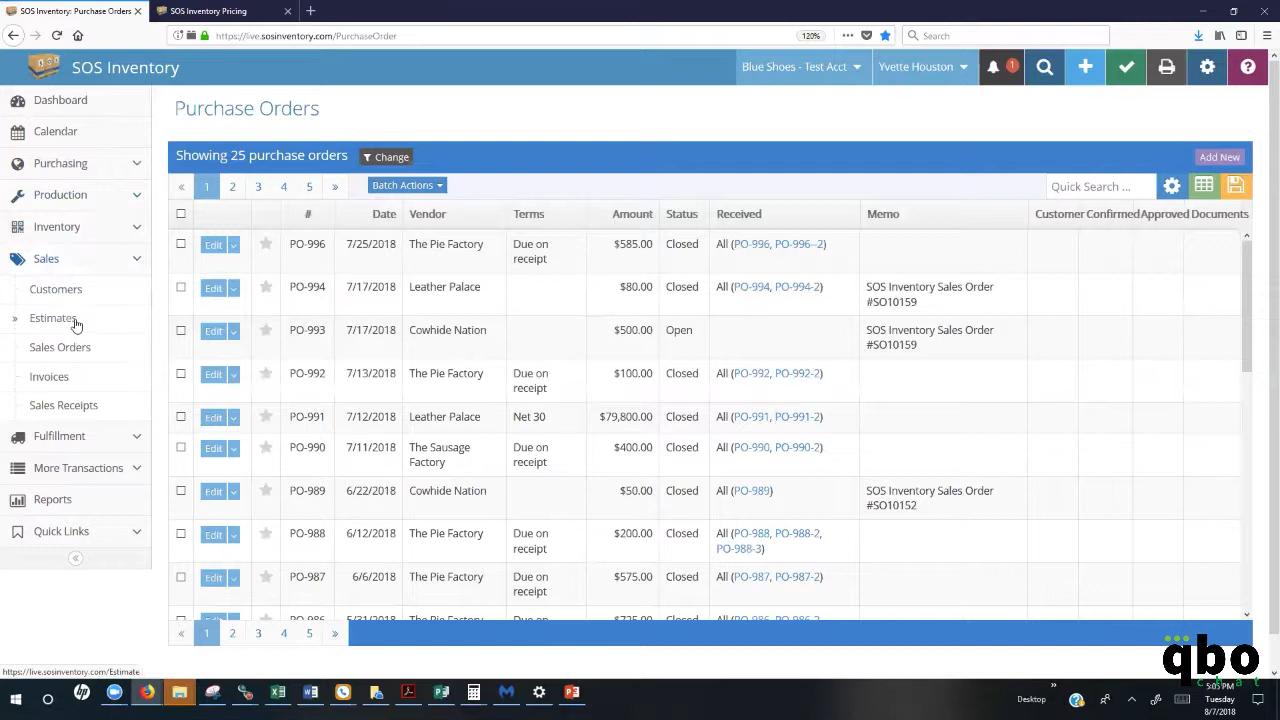 SOS Inventory: Purchase Orders
SOS Inventory Pricing
https://live.sosinventory.com/PurchaseOrder
120%
Search
SOS Inventory
Blue Shoes - Test Acct
Yvette Houston
1
Dashboard
Calendar
Purchasing
Production
Inventory
Sales
Customers
Estimates
Sales Orders
Invoices
Sales Receipts
Fulfillment
More Transactions
Reports
Quick Links
Purchase Orders
Showing 25 purchase orders
Change
Add New
« 1 2 3 4 5 »
Batch Actions
Quick Search ...
# Date Vendor Terms Amount Status Received Memo Customer Confirmed Approved Documents
Edit PO-996 7/25/2018 The Pie Factory Due on $585.00 Closed All (PO-996, PO-996--2)
receipt
Edit PO-994 7/17/2018 Leather Palace $80.00 Closed All (PO-994, PO-994-2) SOS Inventory Sales Order
#SO10159
Edit PO-993 7/17/2018 Cowhide Nation $500.00 Open SOS Inventory Sales Order
#SO10159
Edit PO-992 7/13/2018 The Pie Factory Due on $100.00 Closed All (PO-992, PO-992-2)
receipt
Edit PO-991 7/12/2018 Leather Palace Net 30 $79,800.00 Closed All (PO-991, PO-991-2)
Edit PO-990 7/11/2018 The Sausage Due on $400.00 Closed All (PO-990, PO-990-2)
Factory receipt
Edit PO-989 6/22/2018 Cowhide Nation $50.00 Closed All (PO-989) SOS Inventory Sales Order
#SO10152
Edit PO-988 6/12/2018 The Pie Factory Due on $200.00 Closed All (PO-988, PO-988-2,
receipt PO-988-3)
Edit PO-987 6/6/2018 The Pie Factory Due on $575.00 Closed All (PO-987, PO-987-2)
receipt
« 1 2 3 4 5 »
https://live.sosinventory.com/Estimate
qbo
chat
Desktop
5:05 PM
Tuesday
8/7/2018